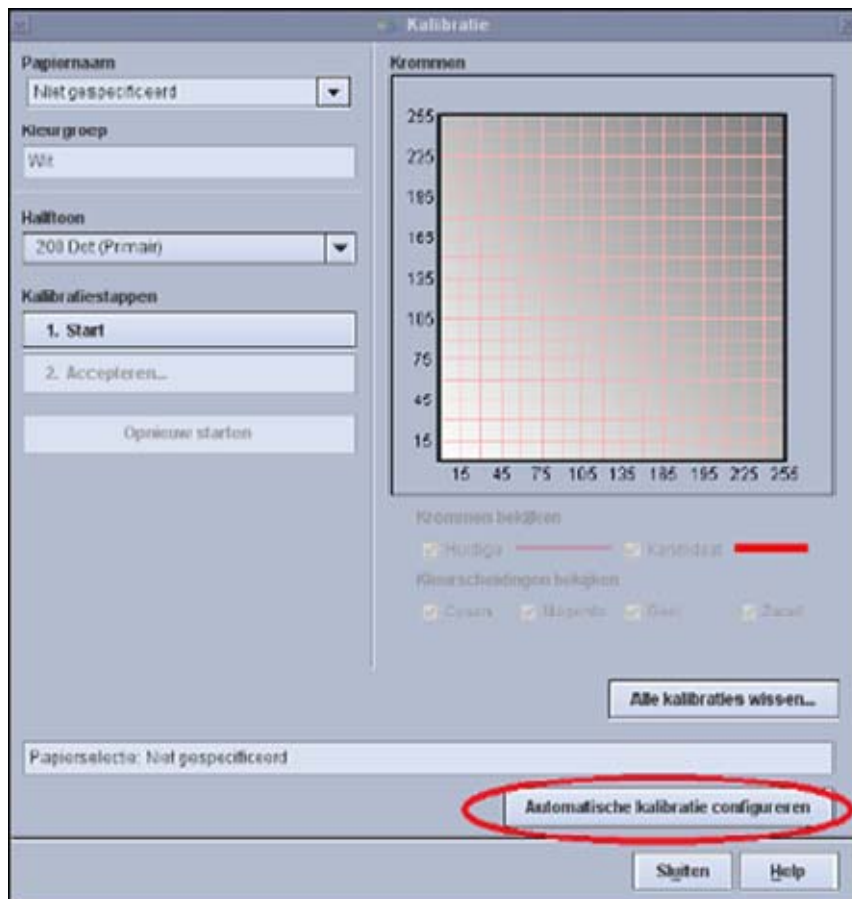 Kalibratie
Papiernaam
Niet gespecificeerd
Kleurgroep
Wit
Halftoon
200 Dot (Primair)
Kalibratiestappen
1. Start
2. Accepteren...
Opnieuw starten
Krommen
255
225
195
165
135
105
75
45
15
15 45 75 105 135 165 195 225 255
Krommen bekijken
Huidige Kandidaat
Kleurscheidingen bekijken
Cyaan Magenta Geel Zwart
Alle kalibraties wissen...
Papierselectie: Niet gespecificeerd
Automatische kalibratie configureren
Sluiten Help